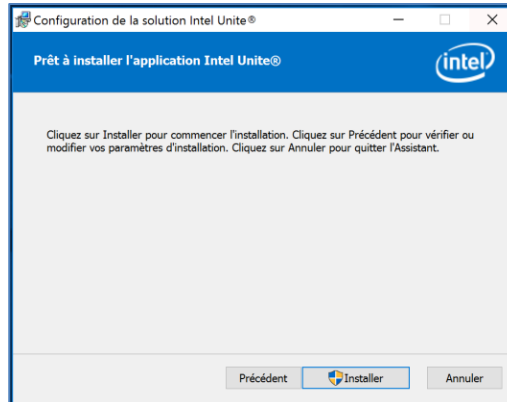 Configuration de la solution Intel Unite®
Prêt à installer l'application Intel Unite®
intel
Cliquez sur Installer pour commencer l'installation. Cliquez sur Précédent pour vérifier ou
modifier vos paramètres d'installation. Cliquez sur Annuler pour quitter l'Assistant.
Précédent Installer Annuler